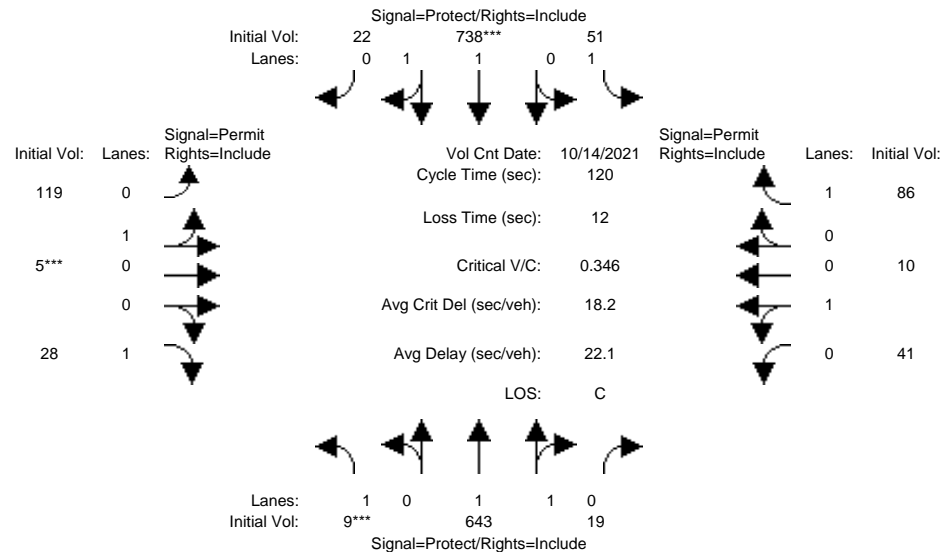 Signal=Protect/Rights=Include
Initial Vol: 22 738*** 51
Lanes: 0 1 1 0 1
Signal=Permit Signal=Permit
Initial Vol: Lanes: Rights=Include Vol Cnt Date: 10/14/2021 Rights=Include Lanes: Initial Vol:
Cycle Time (sec): 120
119 0 1 86
Loss Time (sec): 12
1 0
5*** 0 Critical V/C: 0.346 0 10
0 Avg Crit Del (sec/veh): 18.2 1
28 1 Avg Delay (sec/veh): 22.1 0 41
LOS: C
Lanes: 1 0 1 1 0
Initial Vol: 9*** 643 19
Signal=Protect/Rights=Include